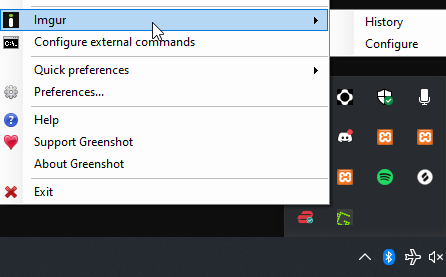 Imgur
History
Configure
Configure external commands
Quick preferences
Preferences...
Help
Support Greenshot
About Greenshot
Exit